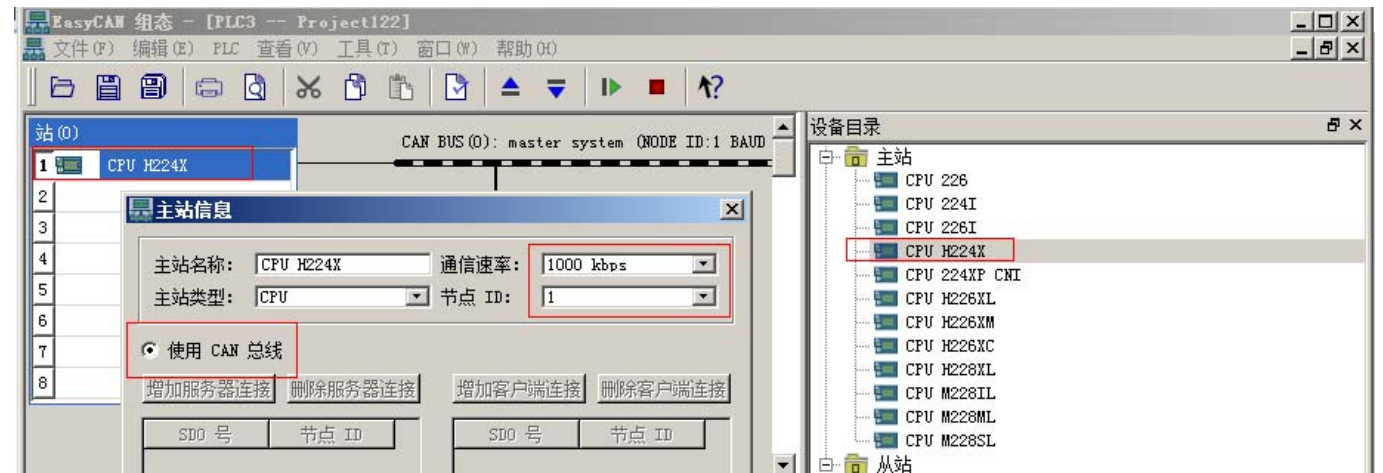 EasyCAN 组态 - [PLC3 -- Project122]
文件(F) 编辑(E) PLC 查看(V) 工具(T) 窗口(W) 帮助(H)
站(0)
1 CPU H224X
2
3
4
5
6
7
8
CAN BUS(0): master system (NODE ID:1 BAUD
主站信息
主站名称: CPU H224X 通信速率: 1000 kbps
主站类型: CPU 节点 ID: 1
使用 CAN 总线
增加服务器连接 删除服务器连接 增加客户端连接 删除客户端连接
SDO 号 节点 ID SDO 号 节点 ID
设备目录
主站
CPU 226
CPU 224I
CPU 226I
CPU H224X
CPU 224XP CNI
CPU H226XL
CPU H226XM
CPU H226XC
CPU H228XL
CPU M228IL
CPU M228ML
CPU M228SL
从站